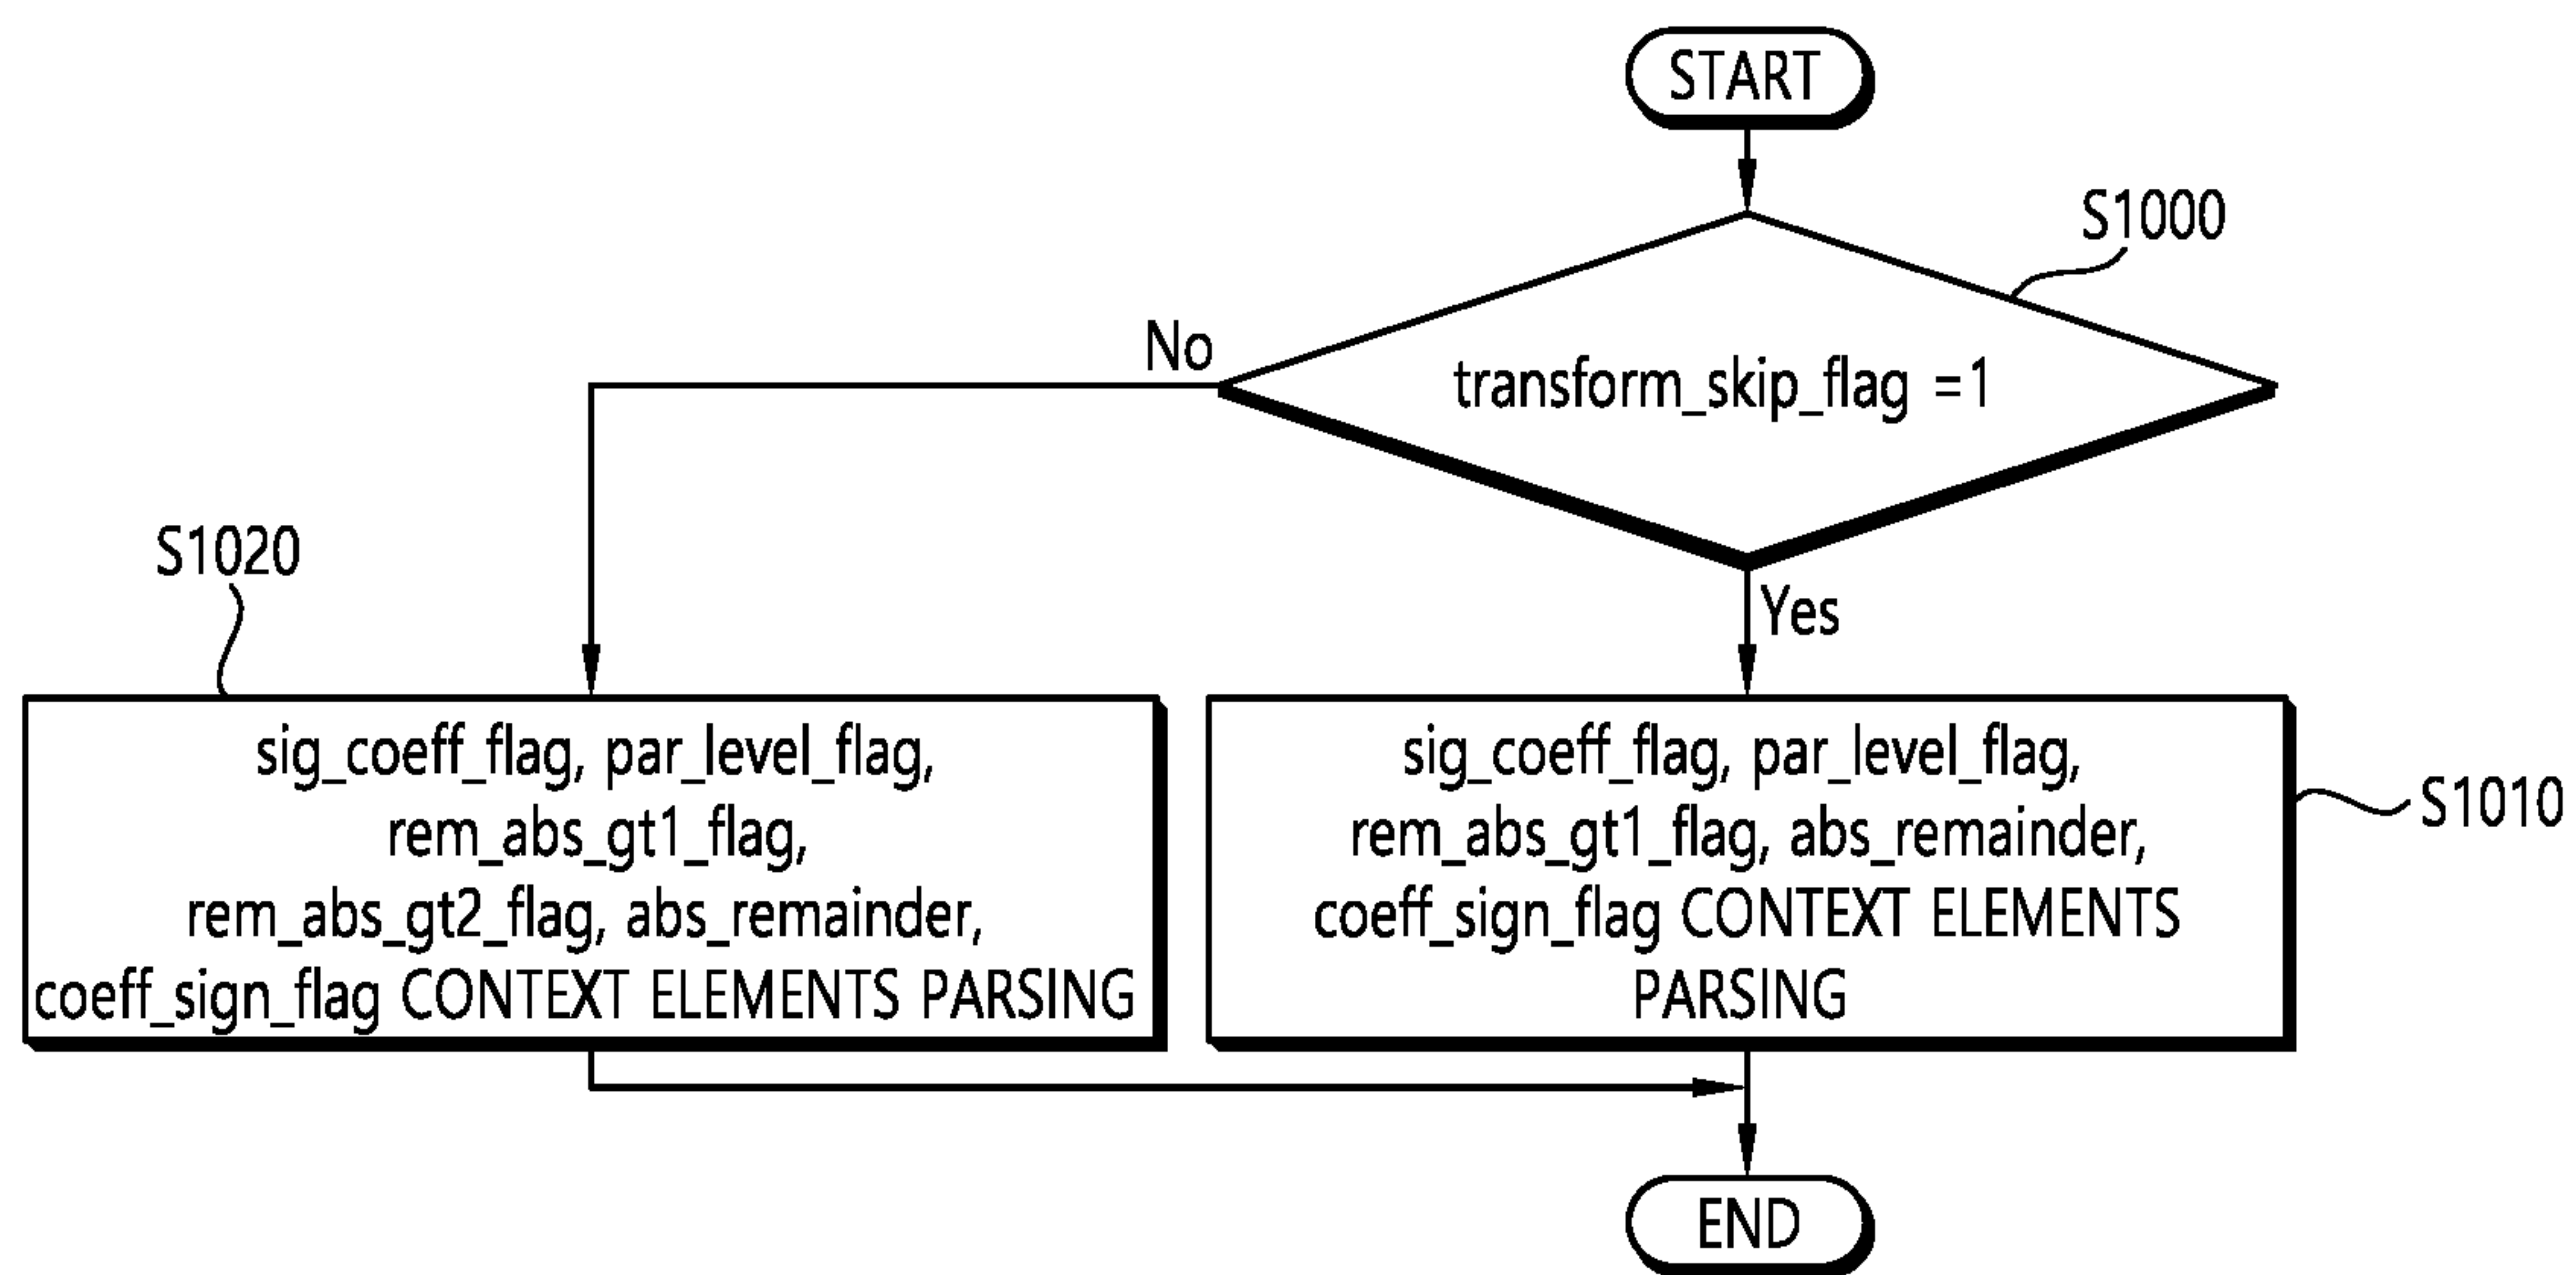 START
S1000
transform_skip_flag =1
No
Yes
S1020
sig_coeff_flag, par_level_flag,
rem_abs_gt1_flag,
rem_abs_gt2_flag, abs_remainder,
coeff_sign_flag CONTEXT ELEMENTS PARSING
sig_coeff_flag, par_level_flag,
rem_abs_gt1_flag, abs_remainder,
coeff_sign_flag CONTEXT ELEMENTS
PARSING
S1010
END